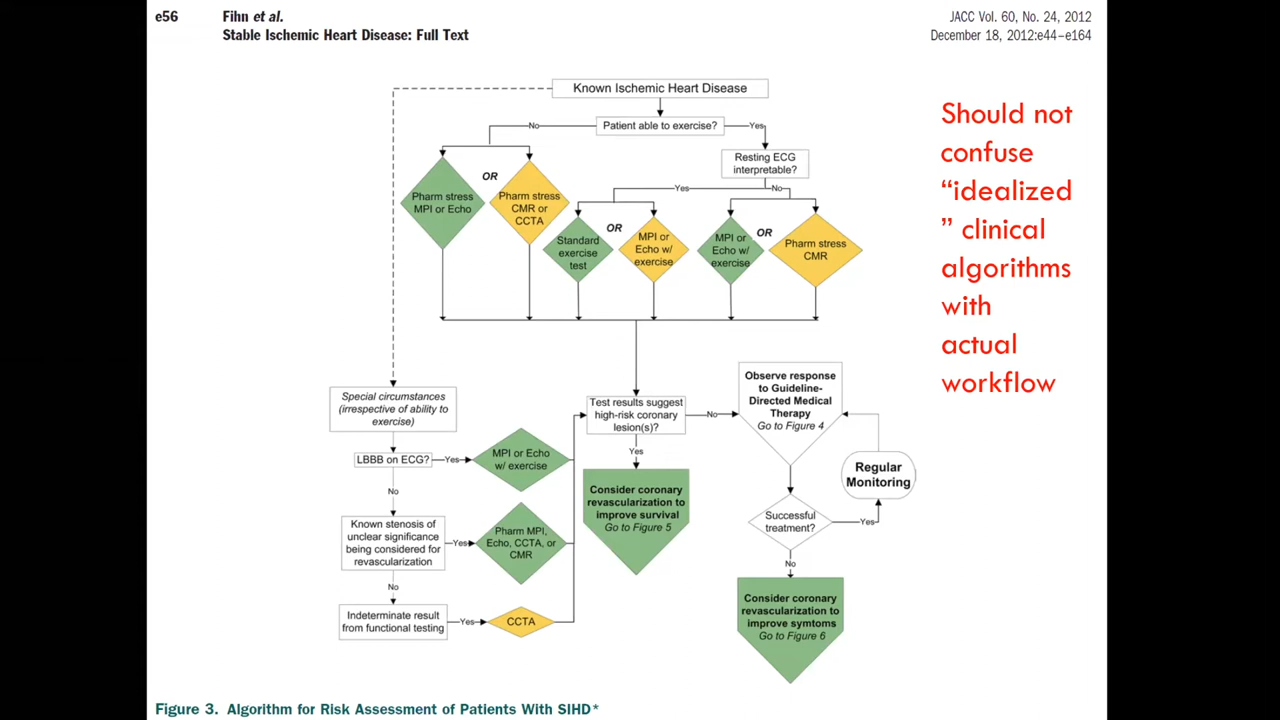 e56
Fihn et al.
Stable Ischemic Heart Disease: Full Text
JACC Vol. 60, No. 24, 2012
December 18, 2012:e44–e164
Known Ischemic Heart Disease
Patient able to exercise?
No
Yes
Resting ECG
interpretable?
Yes
No
Pharm stress
MPI or Echo
OR
Pharm stress
CMR or
CCTA
Standard
exercise
test
OR
MPI or
Echo w/
exercise
MPI or
Echo w/
exercise
OR
Pharm stress
CMR
Should not
confuse
“idealized
” clinical
algorithms
with
actual
workflow
Special circumstances
(irrespective of ability to
exercise)
LBBB on ECG?
Yes
MPI or Echo
w/ exercise
No
Known stenosis of
unclear significance
being considered for
revascularization
Yes
Pharm MPI,
Echo, CCTA, or
CMR
No
Indeterminate result
from functional testing
Yes
CCTA
Test results suggest
high-risk coronary
lesion(s)?
No
Yes
Consider coronary
revascularization to
improve survival
Go to Figure 5
Observe response
to Guideline-
Directed Medical
Therapy
Go to Figure 4
Regular
Monitoring
Successful
treatment?
Yes
No
Consider coronary
revascularization to
improve symtoms
Go to Figure 6
Figure 3. Algorithm for Risk Assessment of Patients With SIHD*